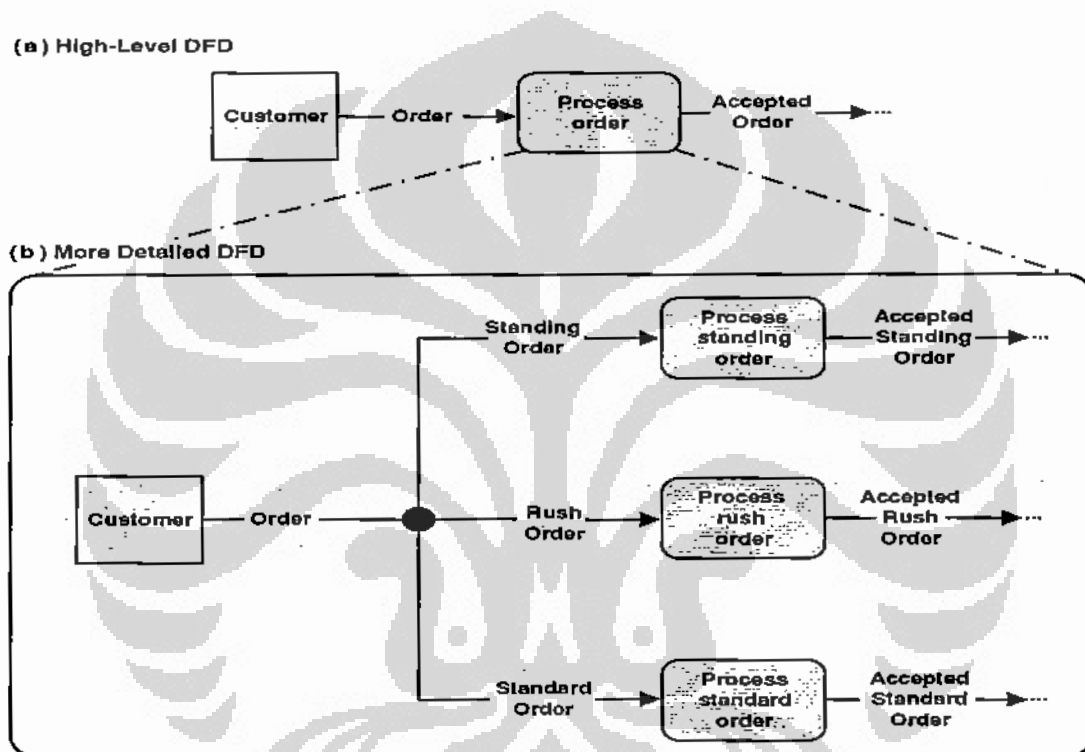 (a) High-Level DFD
Customer
Order
Process
order
Accepted
Order
(b) More Detailed DFD
Standing
Order
Process
standing
order
Accepted
Standing
Order
Customer
Order
Rush
Order
Process
rush
order
Accepted
Rush
Order
Standard
Order
Process
standard
order
Accepted
Standard
Order